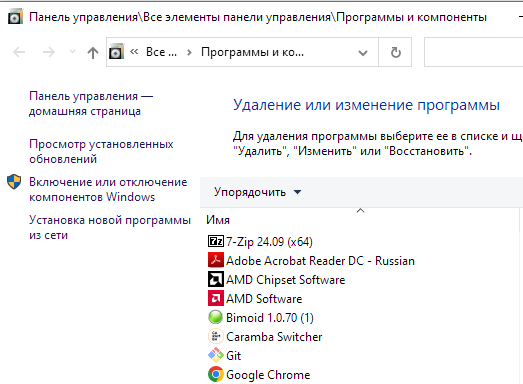 Панель управления\Все элементы панели управления\Программы и компоненты
Все ... Программы и ко...
Панель управления —
домашняя страница
Просмотр установленных
обновлений
Включение или отключение
компонентов Windows
Установка новой программы
из сети
Удаление или изменение программы
Для удаления программы выберите ее в списке и щ
"Удалить", "Изменить" или "Восстановить".
Упорядочить
Имя
7-Zip 24.09 (x64)
Adobe Acrobat Reader DC - Russian
AMD Chipset Software
AMD Software
Bimoid 1.0.70 (1)
Caramba Switcher
Git
Google Chrome